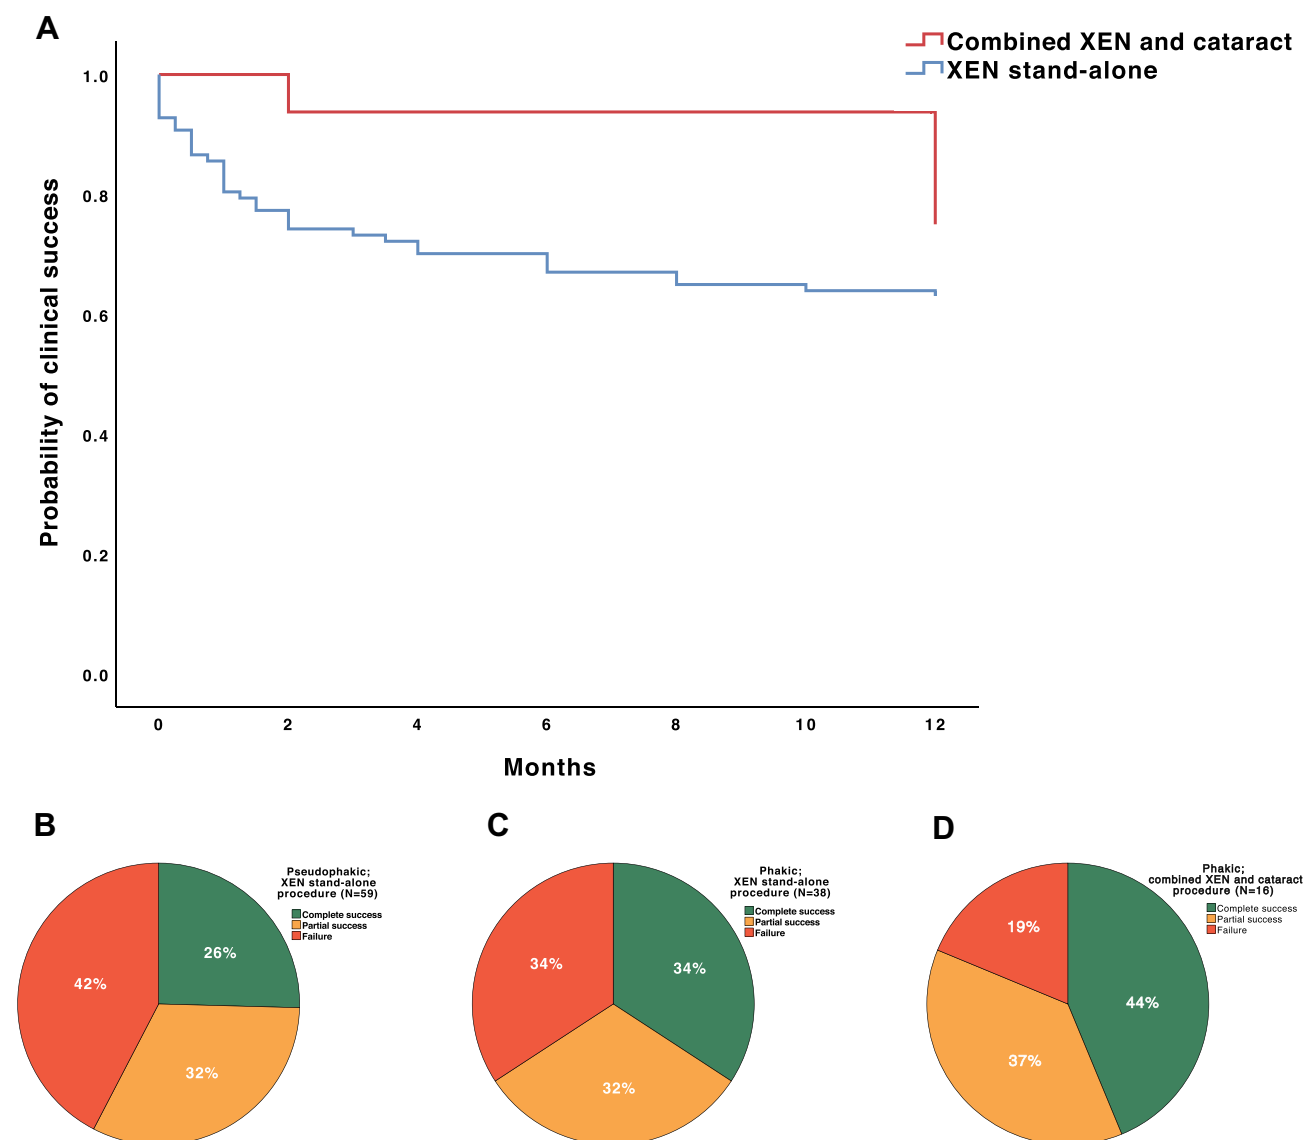 A
Combined XEN and cataract
XEN stand-alone
Probability of clinical success
1.0
0.8
0.6
0.4
0.2
0.0
0 2 4 6 8 10 12
Months
B
Pseudophakic;
XEN stand-alone
procedure (N=59)
Complete success
Partial success
Failure
26%
42%
32%
C
Phakic;
XEN stand-alone
procedure (N=38)
Complete success
Partial success
Failure
34%
34%
32%
D
Phakic;
combined XEN and cataract
procedure (N=16)
Complete success
Partial success
Failure
19%
44%
37%